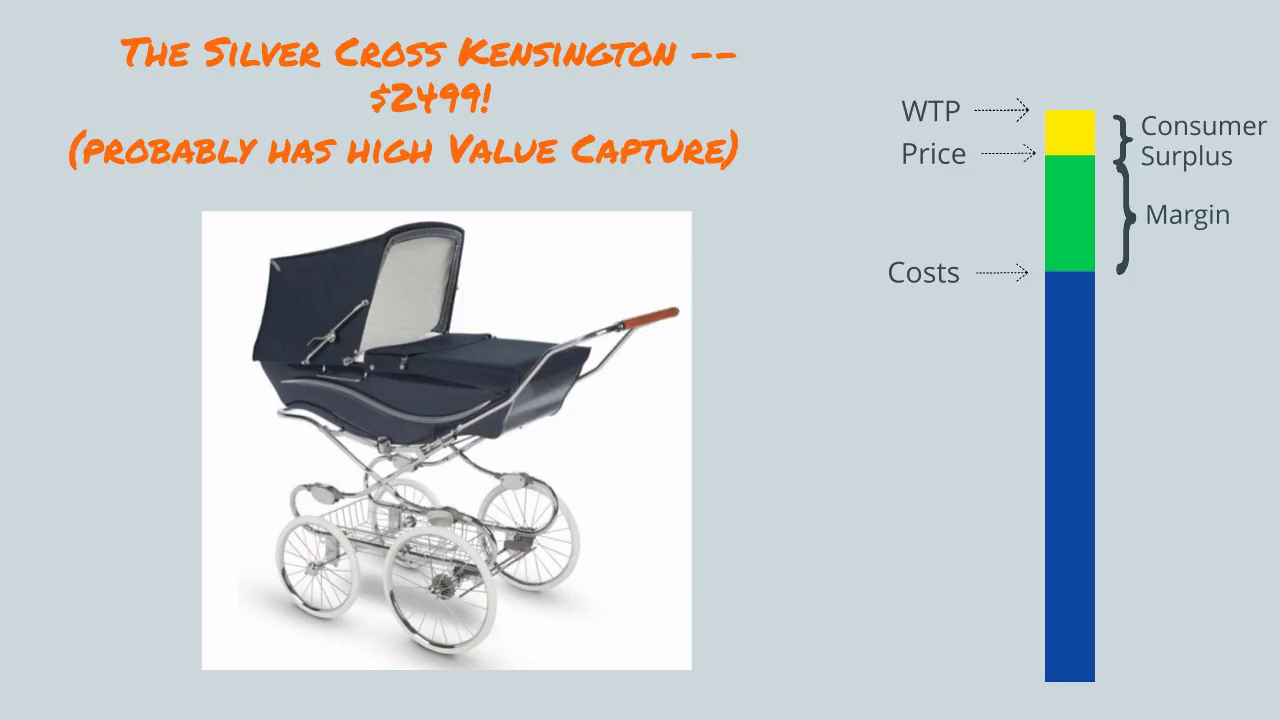 The Silver Cross Kensington --
$2499!
(probably has high Value Capture)
WTP
Price
Costs
Consumer
Surplus
Margin